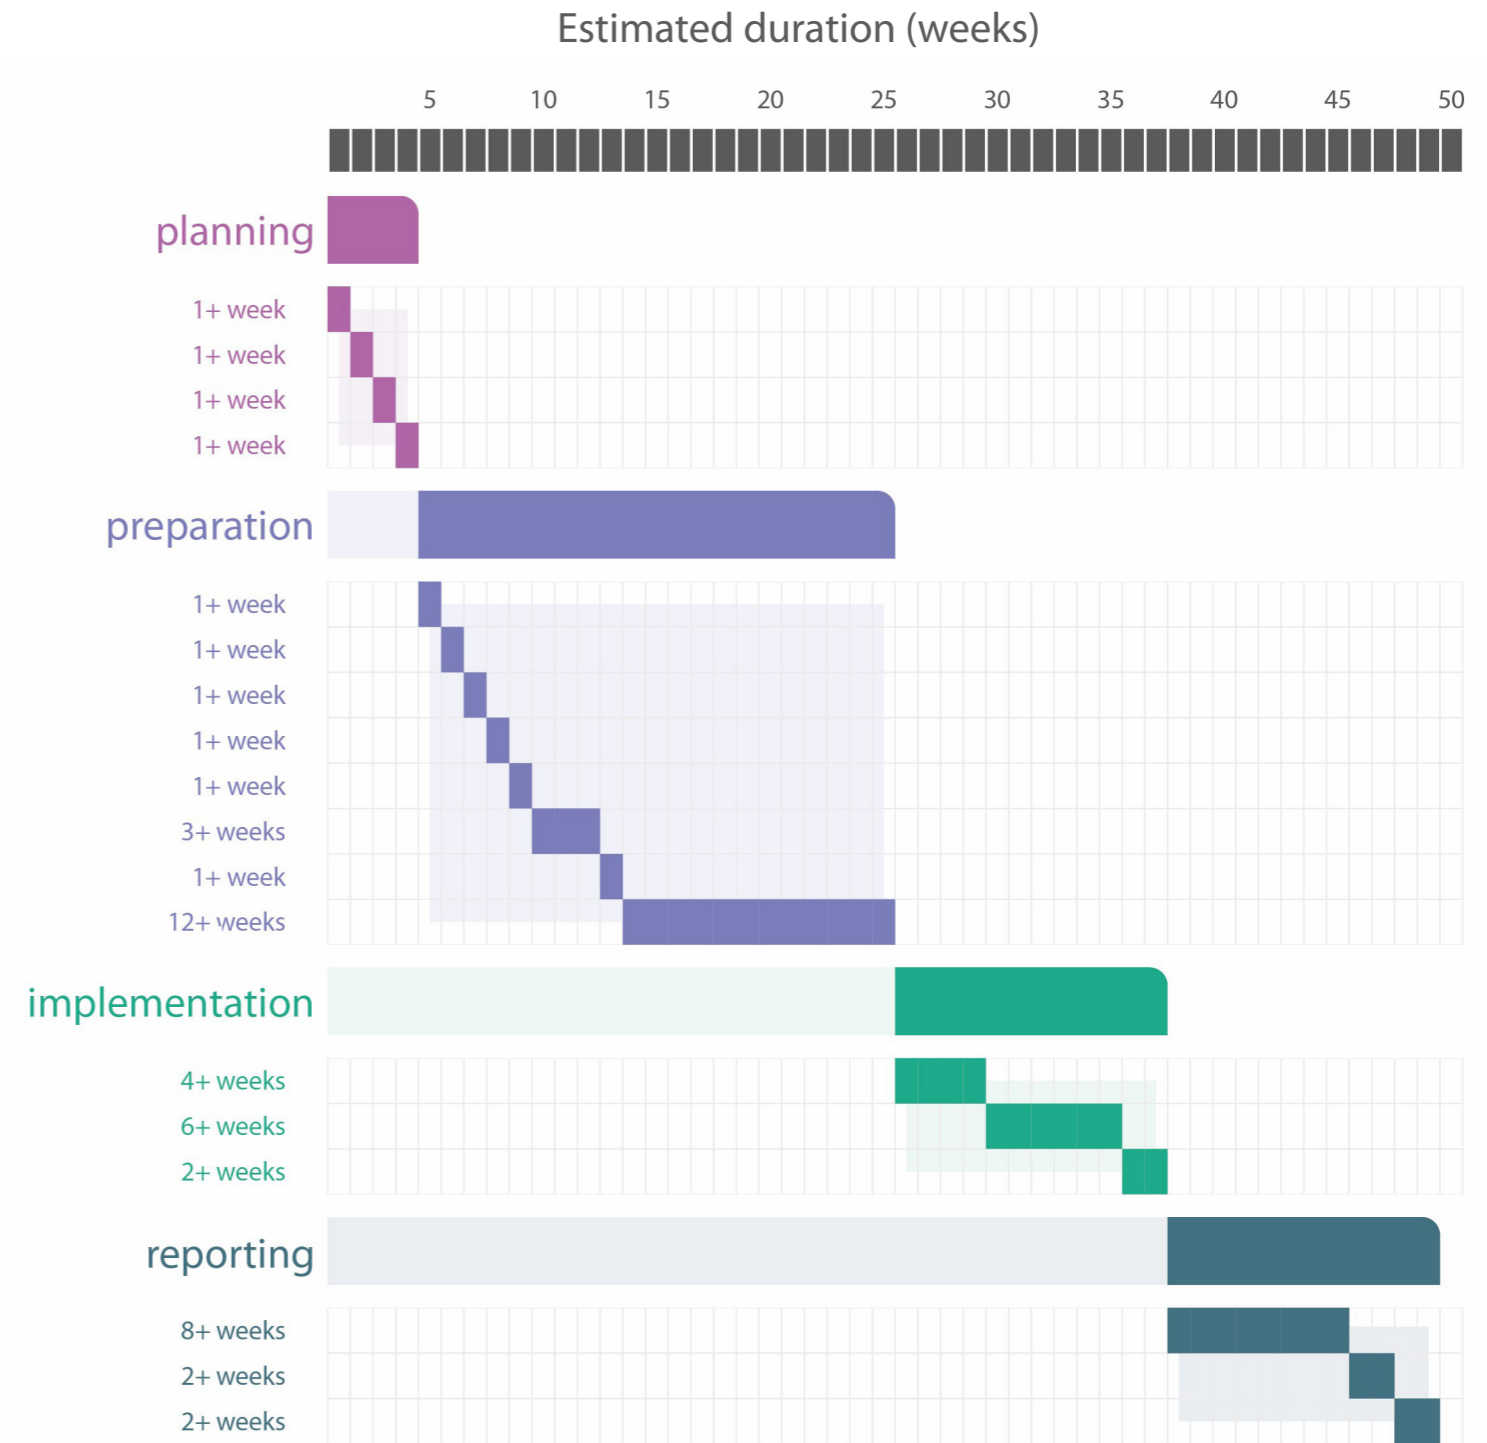 Estimated duration (weeks)
5 10 15 20 25 30 35 40 45 50
planning
1+ week
1+ week
1+ week
1+ week
preparation
1+ week
1+ week
1+ week
1+ week
1+ week
3+ weeks
1+ week
12+ weeks
implementation
4+ weeks
6+ weeks
2+ weeks
reporting
8+ weeks
2+ weeks
2+ weeks